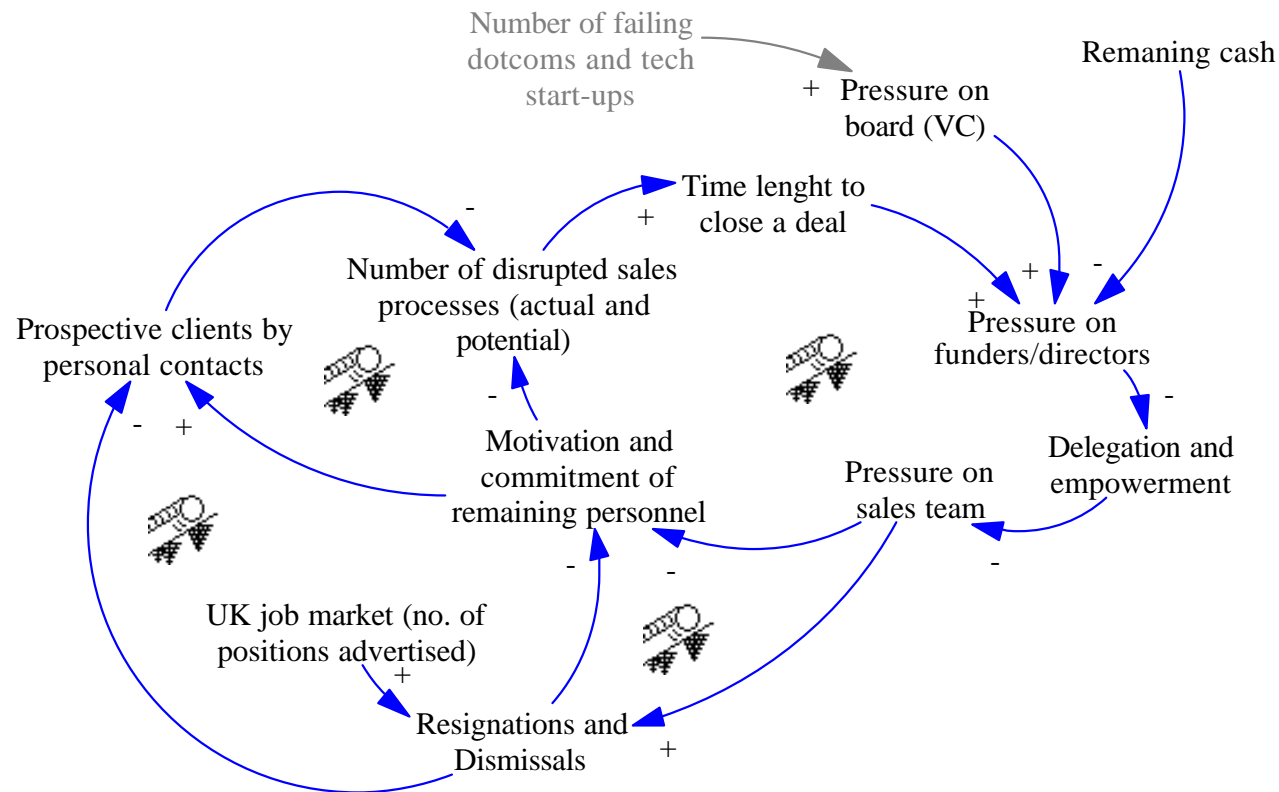 Number of failing
dotcoms and tech
start-ups
+
Pressure on
board (VC)
Remaning cash
Time lenght to
close a deal
-
+
Number of disrupted sales
processes (actual and
potential)
+
-
+
Pressure on
funders/directors
Prospective clients by
personal contacts
-
-
-
+
Motivation and
commitment of
remaining personnel
Pressure on
sales team
Delegation and
empowerment
-
-
-
UK job market (no. of
positions advertised)
+
Resignations and
Dismissals
+